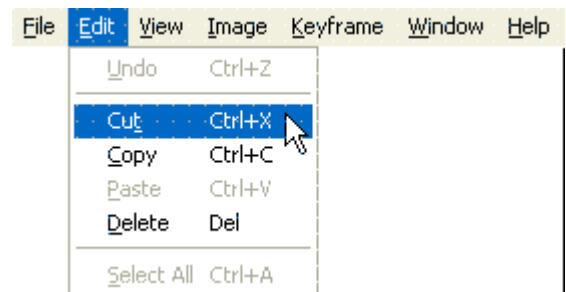 File Edit View Image Keyframe Window Help
Undo Ctrl+Z
Cut Ctrl+X
Copy Ctrl+C
Paste Ctrl+V
Delete Del
Select All Ctrl+A